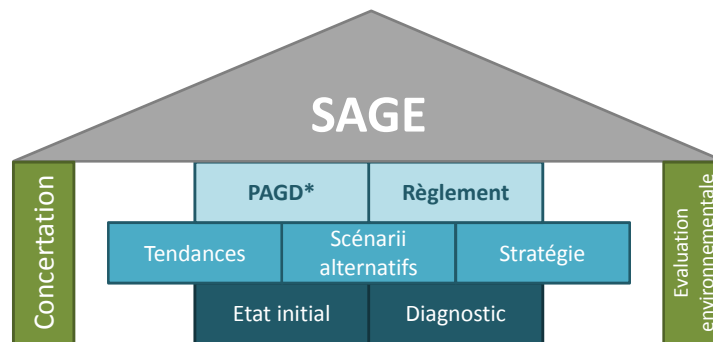 SAGE
PAGD*
Règlement
Tendances
Scénarii
alternatifs
Stratégie
Etat initial
Diagnostic
Concertation
Evaluation
environnementale